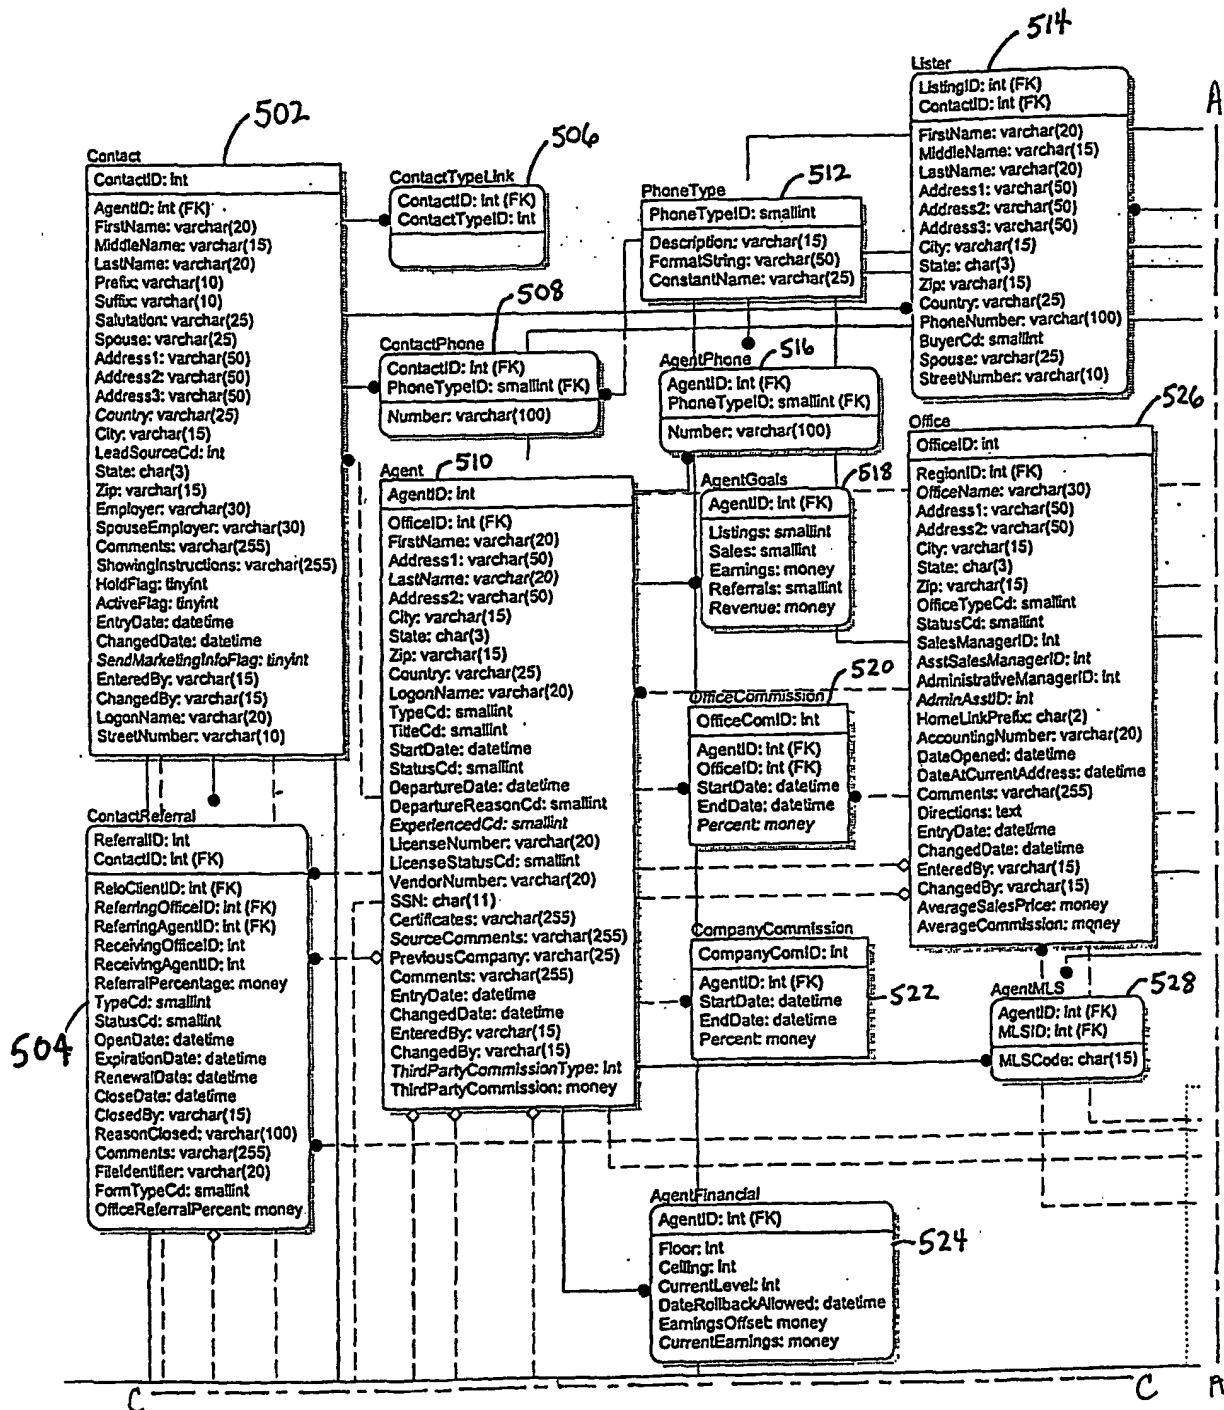 514
Lister
ListingID: int (FK)
ContactID: int (FK)
FirstName: varchar(20)
MiddleName: varchar(15)
LastName: varchar(20)
Address1: varchar(50)
Address2: varchar(50)
Address3: varchar(50)
City: varchar(15)
State: char(3)
Zip: varchar(15)
Country: varchar(25)
PhoneNumber: varchar(100)
BuyerCd: smallint
Spouse: varchar(25)
StreetNumber: varchar(10)
A
502
Contact
ContactID: int
AgentID: int (FK)
FirstName: varchar(20)
MiddleName: varchar(15)
LastName: varchar(20)
Prefix: varchar(10)
Suffix: varchar(10)
Salutation: varchar(25)
Spouse: varchar(25)
Address1: varchar(50)
Address2: varchar(50)
Address3: varchar(50)
Country: varchar(25)
City: varchar(15)
LeadSourceCd: int
State: char(3)
Zip: varchar(15)
Employer: varchar(30)
SpouseEmployer: varchar(30)
Comments: varchar(255)
ShowingInstructions: varchar(255)
HoldFlag: tinyint
ActiveFlag: tinyint
EntryDate: datetime
ChangedDate: datetime
SendMarketingInfoFlag: tinyint
EnteredBy: varchar(15)
ChangedBy: varchar(15)
LogonName: varchar(20)
StreetNumber: varchar(10)
506
ContactTypeLink
ContactID: int (FK)
ContactTypeID: int
512
PhoneType
PhoneTypeID: smallint
Description: varchar(15)
FormatString: varchar(50)
ConstantName: varchar(25)
508
ContactPhone
ContactID: int (FK)
PhoneTypeID: smallint (FK)
Number: varchar(100)
516
AgentPhone
AgentID: int (FK)
PhoneTypeID: smallint (FK)
Number: varchar(100)
510
Agent
AgentID: int
OfficeID: int (FK)
FirstName: varchar(20)
Address1: varchar(50)
LastName: varchar(20)
Address2: varchar(50)
City: varchar(15)
State: char(3)
Zip: varchar(15)
Country: varchar(25)
LogonName: varchar(20)
TypeCd: smallint
TitleCd: smallint
StartDate: datetime
StatusCd: smallint
DepartureDate: datetime
DepartureReasonCd: smallint
ExperiencedCd: smallint
LicenseNumber: varchar(20)
LicenseStatusCd: smallint
VendorNumber: varchar(20)
SSN: char(11)
Certificates: varchar(255)
SourceComments: varchar(255)
PreviousCompany: varchar(25)
Comments: varchar(255)
EntryDate: datetime
ChangedDate: datetime
EnteredBy: varchar(15)
ChangedBy: varchar(15)
ThirdPartyCommissionType: int
ThirdPartyCommission: money
518
AgentGoals
AgentID: int (FK)
Listings: smallint
Sales: smallint
Earnings: money
Referrals: smallint
Revenue: money
526
Office
OfficeID: int
RegionID: int (FK)
OfficeName: varchar(30)
Address1: varchar(50)
Address2: varchar(50)
City: varchar(15)
State: char(3)
Zip: varchar(15)
OfficeTypeCd: smallint
StatusCd: smallint
SalesManagerID: int
AsstSalesManagerID: int
AdministrativeManagerID: int
AdminAsstID: int
HomeLinkPrefix: char(2)
AccountingNumber: varchar(20)
DateOpened: datetime
DateAtCurrentAddress: datetime
Comments: varchar(255)
Directions: text
EntryDate: datetime
ChangedDate: datetime
EnteredBy: varchar(15)
ChangedBy: varchar(15)
AverageSalesPrice: money
AverageCommission: money
520
OfficeCommission
OfficeComID: int
AgentID: int (FK)
OfficeID: int (FK)
StartDate: datetime
EndDate: datetime
Percent: money
504
ContactReferral
ReferralID: int
ContactID: int (FK)
ReloClientID: int (FK)
ReferringOfficeID: int (FK)
ReferringAgentID: int (FK)
ReceivingOfficeID: int
ReceivingAgentID: int
ReferralPercentage: money
TypeCd: smallint
StatusCd: smallint
OpenDate: datetime
ExpirationDate: datetime
RenewalDate: datetime
CloseDate: datetime
ClosedBy: varchar(15)
ReasonClosed: varchar(100)
Comments: varchar(255)
FileIdentifier: varchar(20)
FormTypeCd: smallint
OfficeReferralPercent: money
CompanyCommission
CompanyComID: int
AgentID: int (FK)
StartDate: datetime
EndDate: datetime
Percent: money
522
AgentMLS
528
AgentID: int (FK)
MLSID: int (FK)
MLSCode: char(15)
AgentFinancial
AgentID: int (FK)
Floor: int
Ceiling: int
CurrentLevel: int
DateRollbackAllowed: datetime
EarningsOffset: money
CurrentEarnings: money
524
C
C
A